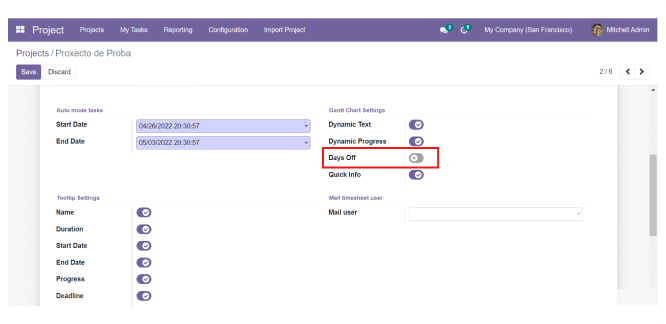 Project Projects My Tasks Reporting Configuration Import Project 5 5 My Company (San Francisco) Mitchell Admin
Projects / Proxecto de Proba
Save Discard 2 / 6
Auto mode tasks
Start Date 04/26/2022 20:30:57
End Date 05/03/2022 20:30:57
Gantt Chart Settings
Dynamic Text
Dynamic Progress
Days Off
Quick Info
Tooltip Settings
Name
Duration
Start Date
End Date
Progress
Deadline
Mail timesheet user
Mail user